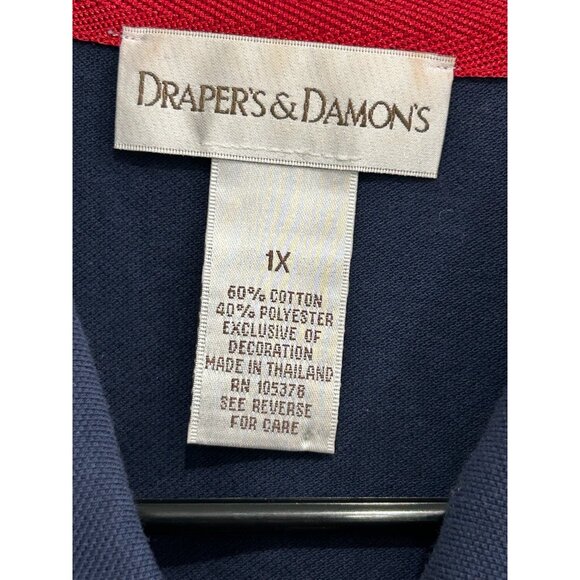 DRAPER'S & DAMON'S
1X
60% COTTON
40% POLYESTER
EXCLUSIVE OF
DECORATION
MADE IN THAILAND
RN 105378
SEE REVERSE
FOR CARE